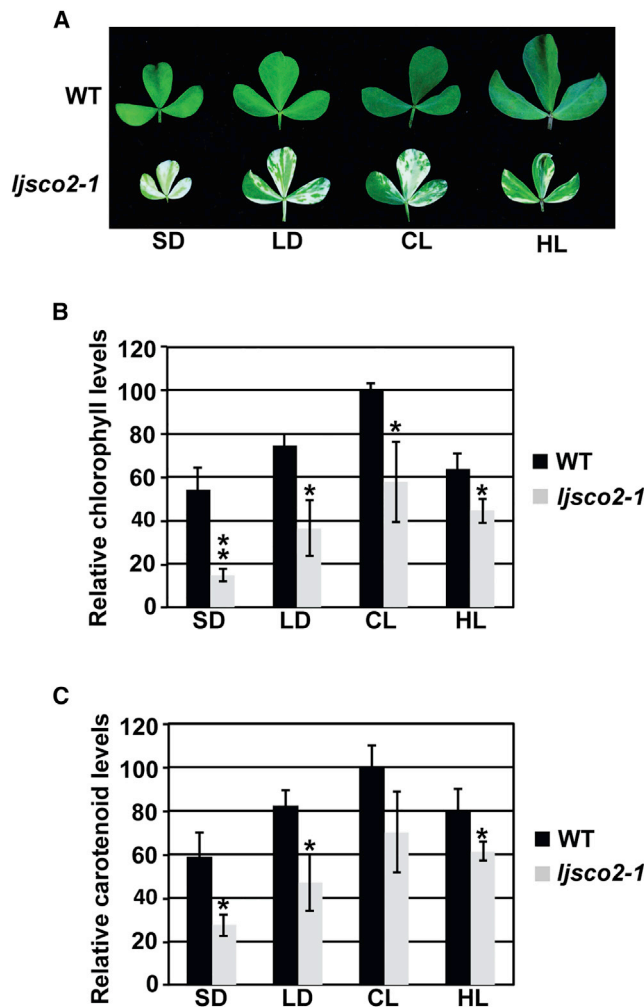 A
WT
ljsco2-1
SD LD CL HL
B
Relative chlorophyll levels
120
100
80
60
40
20
0
* * * * *
SD LD CL HL
WT
ljsco2-1
C
Relative carotenoid levels
120
100
80
60
40
20
0
* * *
SD LD CL HL
WT
ljsco2-1